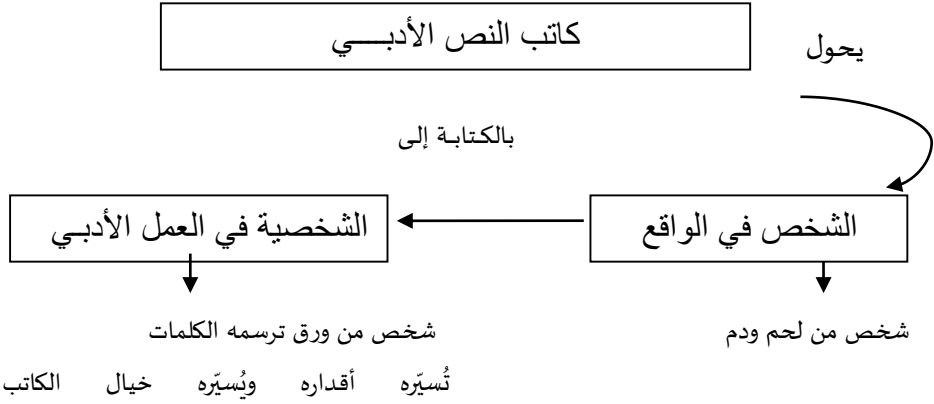 كاتب النص الأدبـــــي
يحول
بالكتابـة إلى
الشخص في الواقع
الشخصية في العمل الأدبـي
شخص من لحم ودم
شخص من ورق ترسمه الكلمات
تُسيّره أقداره ويُسيّره خيال الكاتب